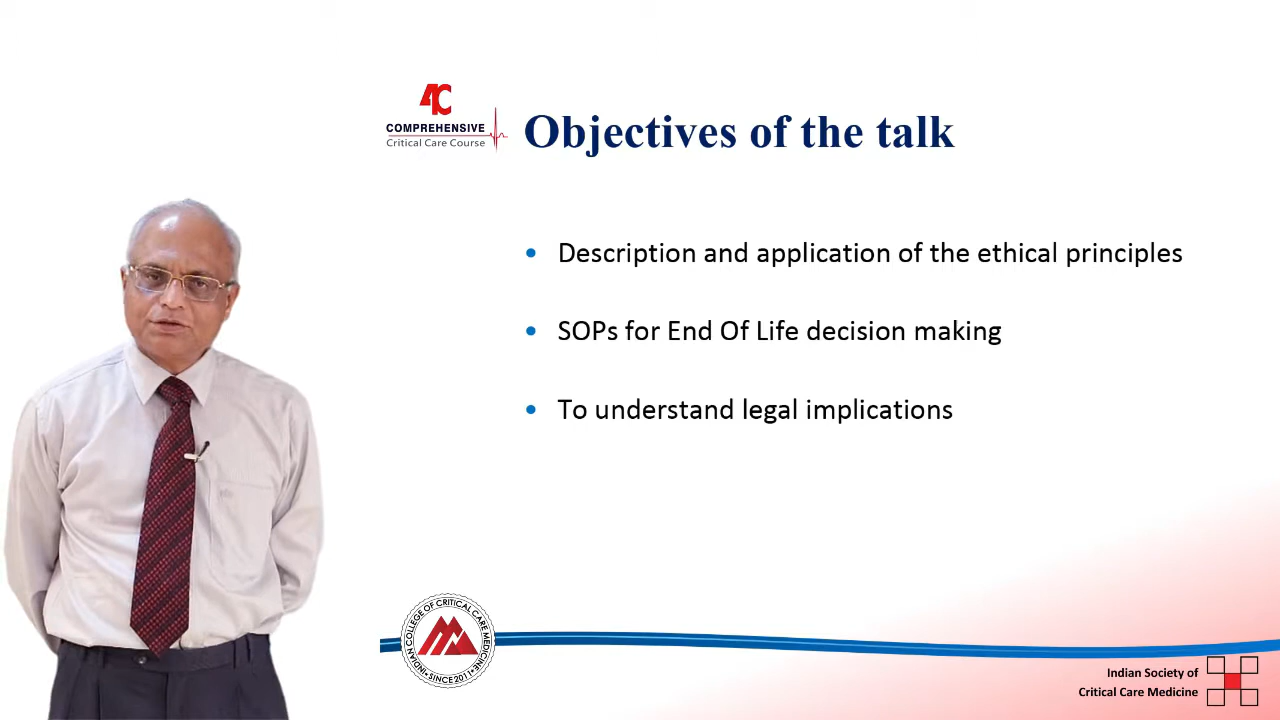 4C
COMPREHENSIVE
Critical Care Course
Objectives of the talk
• Description and application of the ethical principles
• SOPs for End Of Life decision making
• To understand legal implications
INDIAN COLLEGE OF CRITICAL CARE MEDICINE
• SINCE 2011 •
Indian Society of
Critical Care Medicine